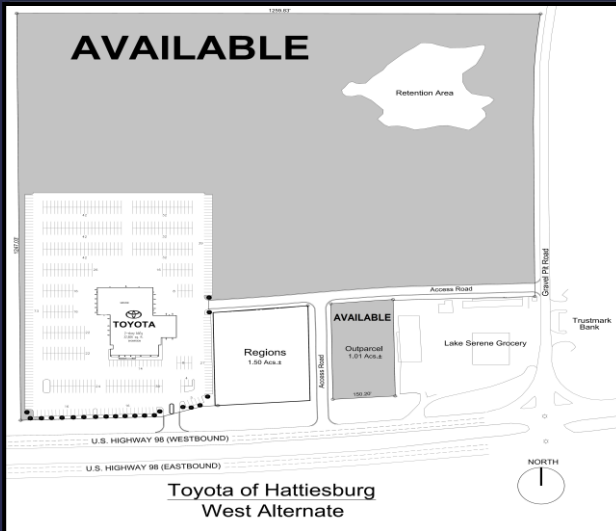 1299.83'
AVAILABLE
Retention Area
Gravel Pit Road
Access Road
TOYOTA
AVAILABLE
Outparcel
1.01 Acs.±
150.20'
Regions
1.50 Acs.±
Access Road
Lake Serene Grocery
Trustmark
Bank
U.S. HIGHWAY 98 (WESTBOUND)
U.S. HIGHWAY 98 (EASTBOUND)
NORTH
Toyota of Hattiesburg
West Alternate